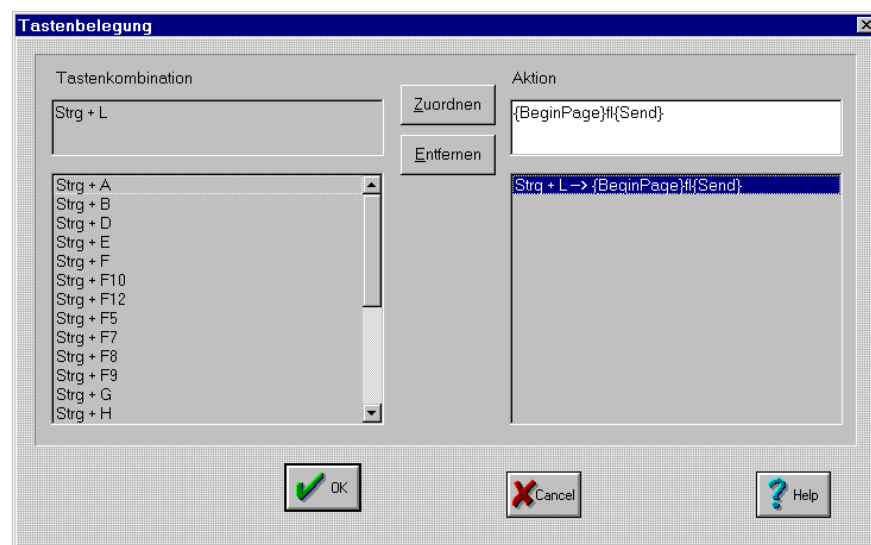 Tastenbelegung
Tastenkombination
Aktion
Strg + L
Zuordnen
{BeginPage}fl{Send}
Entfernen
Strg + A
Strg + L --> {BeginPage}fl{Send}
Strg + B
Strg + D
Strg + E
Strg + F
Strg + F10
Strg + F12
Strg + F5
Strg + F7
Strg + F8
Strg + F9
Strg + G
Strg + H
OK
Cancel
Help